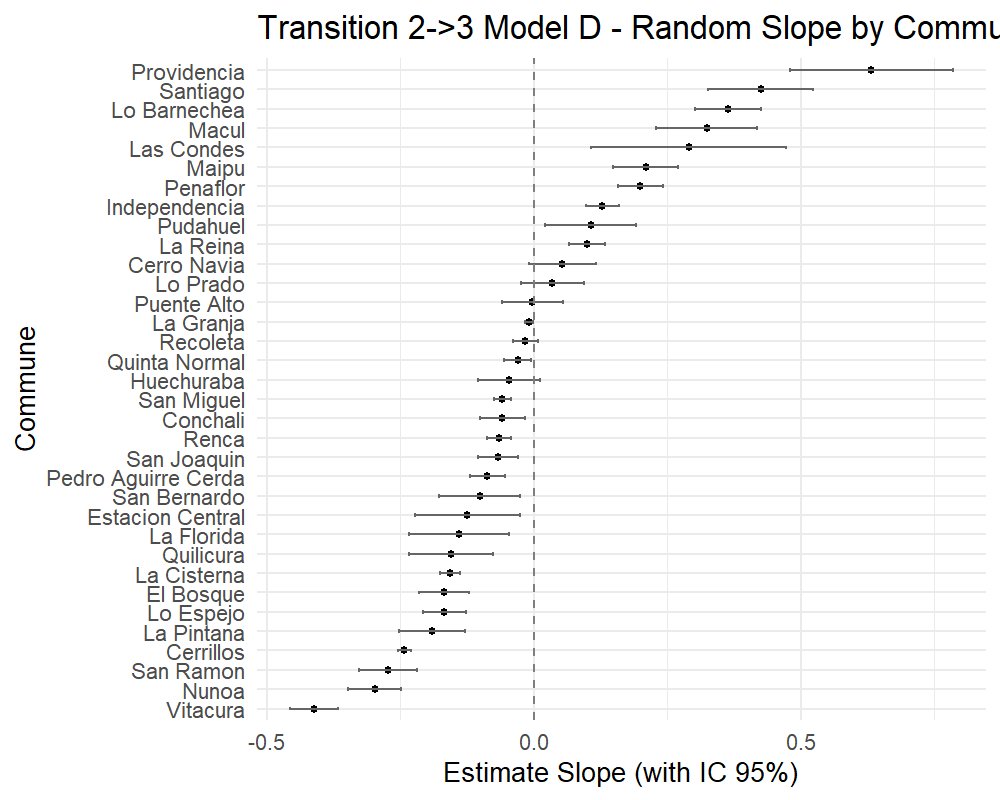 Transition 2->3 Model D - Random Slope by Commu
Providencia
Santiago
Lo Barnechea
Macul
Las Condes
Maipu
Penaflor
Independencia
Pudahuel
La Reina
Cerro Navia
Lo Prado
Puente Alto
La Granja
Recoleta
Quinta Normal
Huechuraba
San Miguel
Conchali
Renca
San Joaquin
Pedro Aguirre Cerda
San Bernardo
Estacion Central
La Florida
Quilicura
La Cisterna
El Bosque
Lo Espejo
La Pintana
Cerrillos
San Ramon
Nunoa
Vitacura
Commune
-0.5 0.0 0.5
Estimate Slope (with IC 95%)